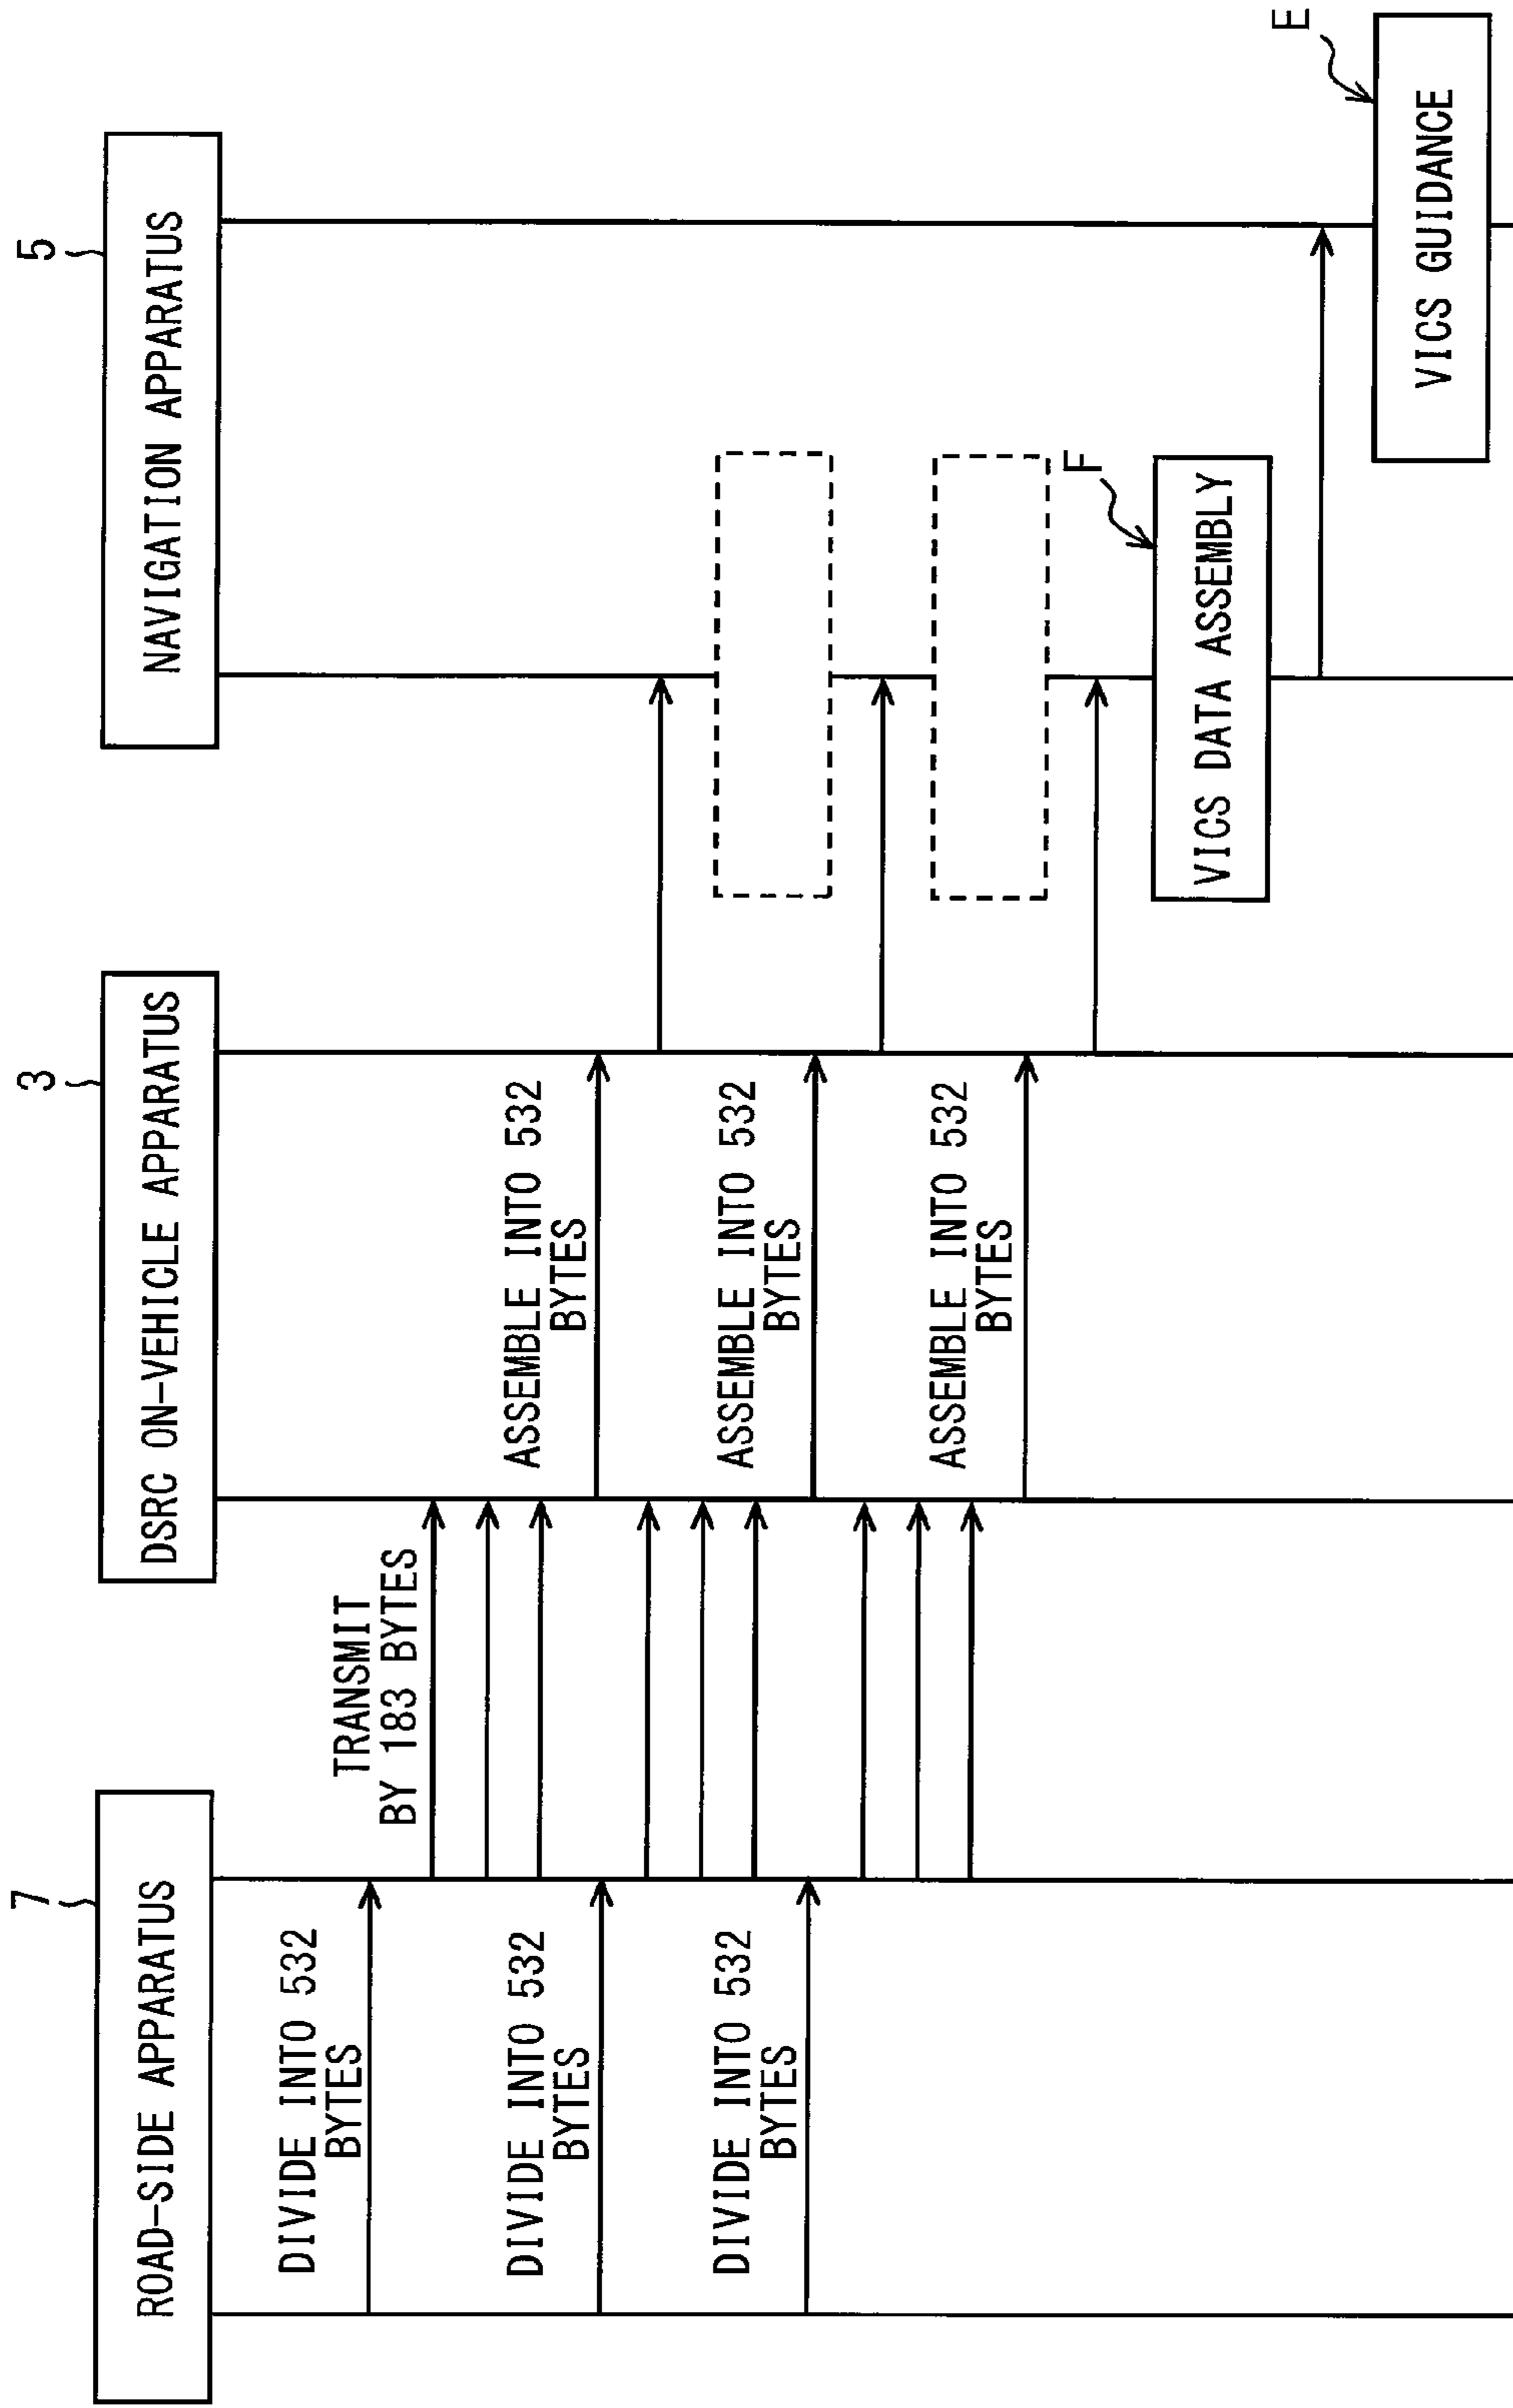 7
ROAD-SIDE APPARATUS
3
DSRC ON-VEHICLE APPARATUS
5
NAVIGATION APPARATUS
DIVIDE INTO 532
BYTES
TRANSMIT
BY 183 BYTES
DIVIDE INTO 532
BYTES
ASSEMBLE INTO 532
BYTES
DIVIDE INTO 532
BYTES
ASSEMBLE INTO 532
BYTES
ASSEMBLE INTO 532
BYTES
F
VICS DATA ASSEMBLY
E
VICS GUIDANCE